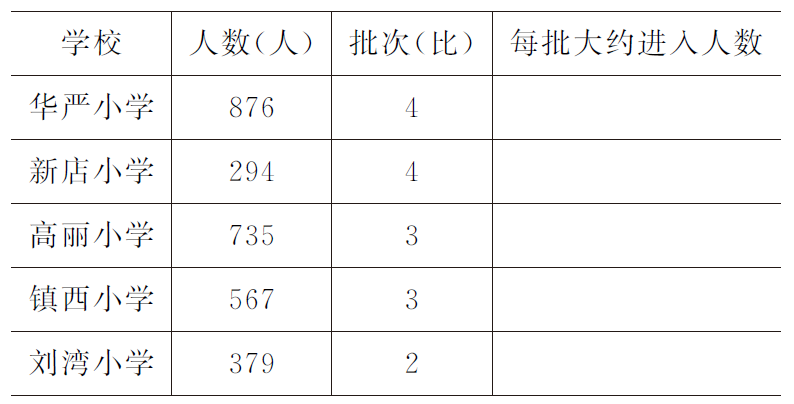 学校 人数(人) 批次(比) 每批大约进入人数
华严小学 876 4
新店小学 294 4
高丽小学 735 3
镇西小学 567 3
刘湾小学 379 2